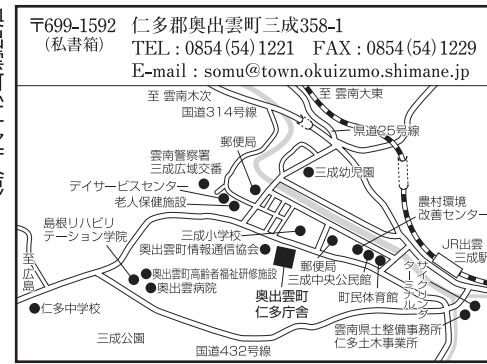 〒699-1592 仁多郡奥出雲町三成358-1
(私書箱)
TEL：0854(54)1221 FAX：0854(54)1229
E-mail：somu@town.okuizumo.shimane.jp
至 雲南木次
至 雲南大東
国道314号線
県道25号線
郵便局
雲南警察署
三成広域交番
三成幼児園
デイサービスセンター
老人保健施設
農村環境
改善センター
島根リハビリ
テーション学院
三成小学校
奥出雲町情報通信協会
JR出雲
三成駅
至広島
奥出雲町高齢者福祉研修施設
奥出雲病院
郵便局
三成中央公民館
サイクリング
ターミナル
奥出雲町
仁多庁舎
町民体育館
仁多中学校
雲南県土整備事務所
仁多土木事業所
三成公園
国道432号線